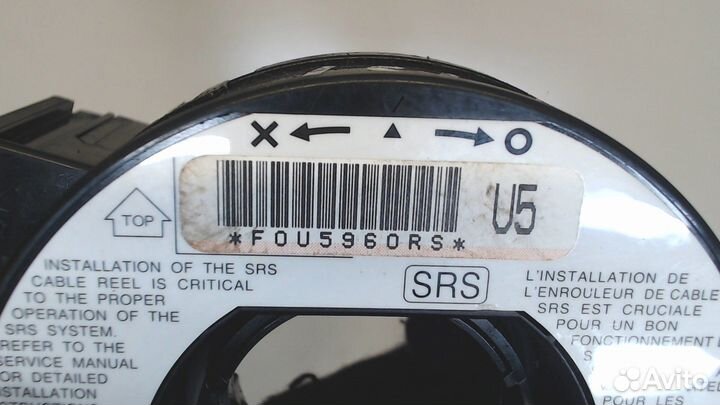 TOP
*F0U5960RS*
U5
INSTALLATION OF THE SRS
CABLE REEL IS CRITICAL
TO THE PROPER
OPERATION OF THE
SRS SYSTEM.
REFER TO THE
SERVICE MANUAL
FOR DETAILED
INSTALLATION
SRS
L'INSTALLATION DE
L'ENROULEUR DE CABLE
SRS EST CRUCIALE
POUR UN BON
FONCTIONNEMENT
POUR LES
Avito